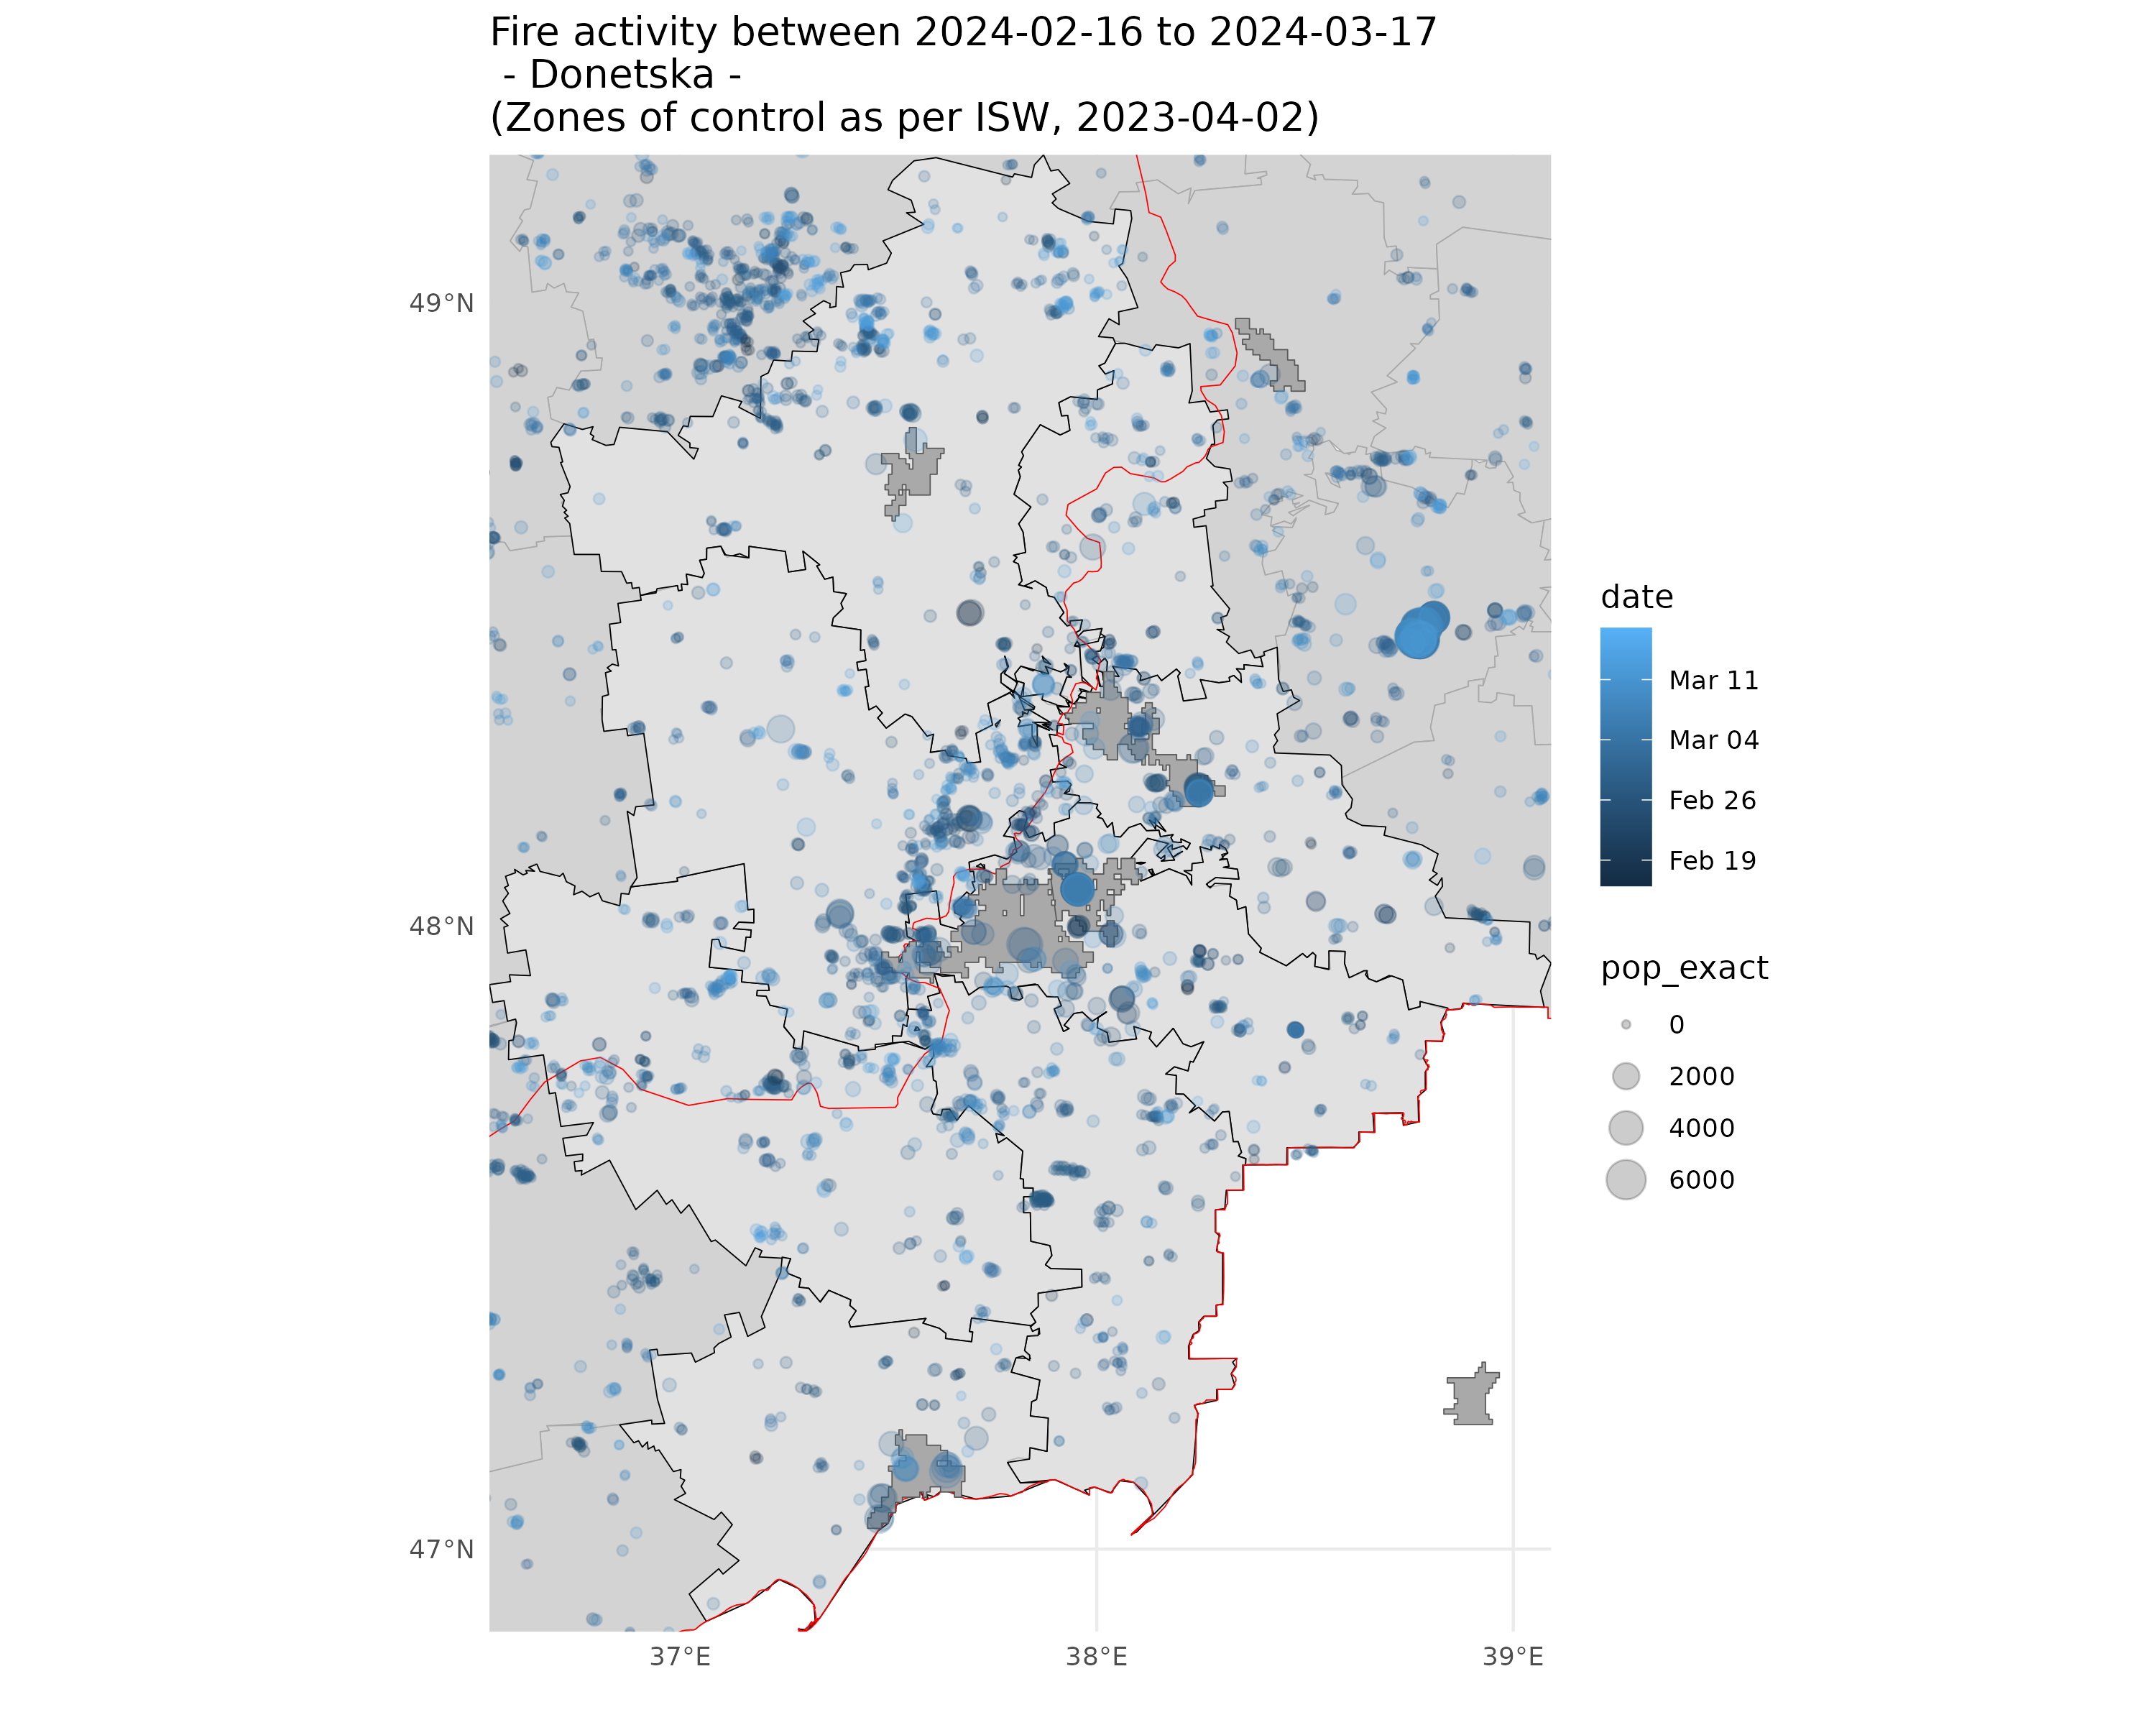 Fire activity between 2024-02-16 to 2024-03-17
- Donetska -
(Zones of control as per ISW, 2023-04-02)
49°N
48°N
47°N
37°E
38°E
39°E
date
Mar 11
Mar 04
Feb 26
Feb 19
pop_exact
0
2000
4000
6000